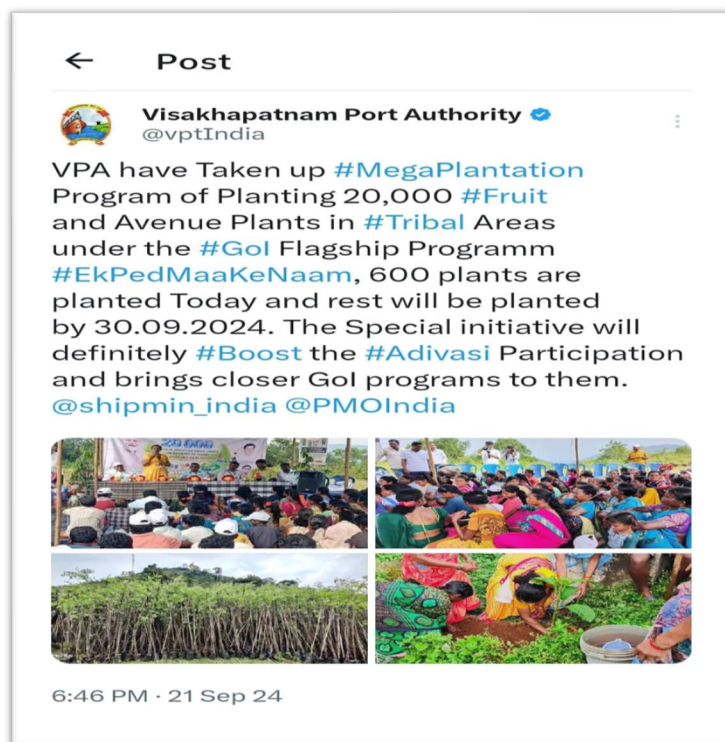 ← Post
Visakhapatnam Port Authority
@vptIndia
VPA have Taken up #MegaPlantation
Program of Planting 20,000 #Fruit
and Avenue Plants in #Tribal Areas
under the #GoI Flagship Programm
#EkPedMaaKeNaam, 600 plants are
planted Today and rest will be planted
by 30.09.2024. The Special initiative will
definitely #Boost the #Adivasi Participation
and brings closer GoI programs to them.
@shipmin_india @PMOIndia
20,000
6:46 PM · 21 Sep 24